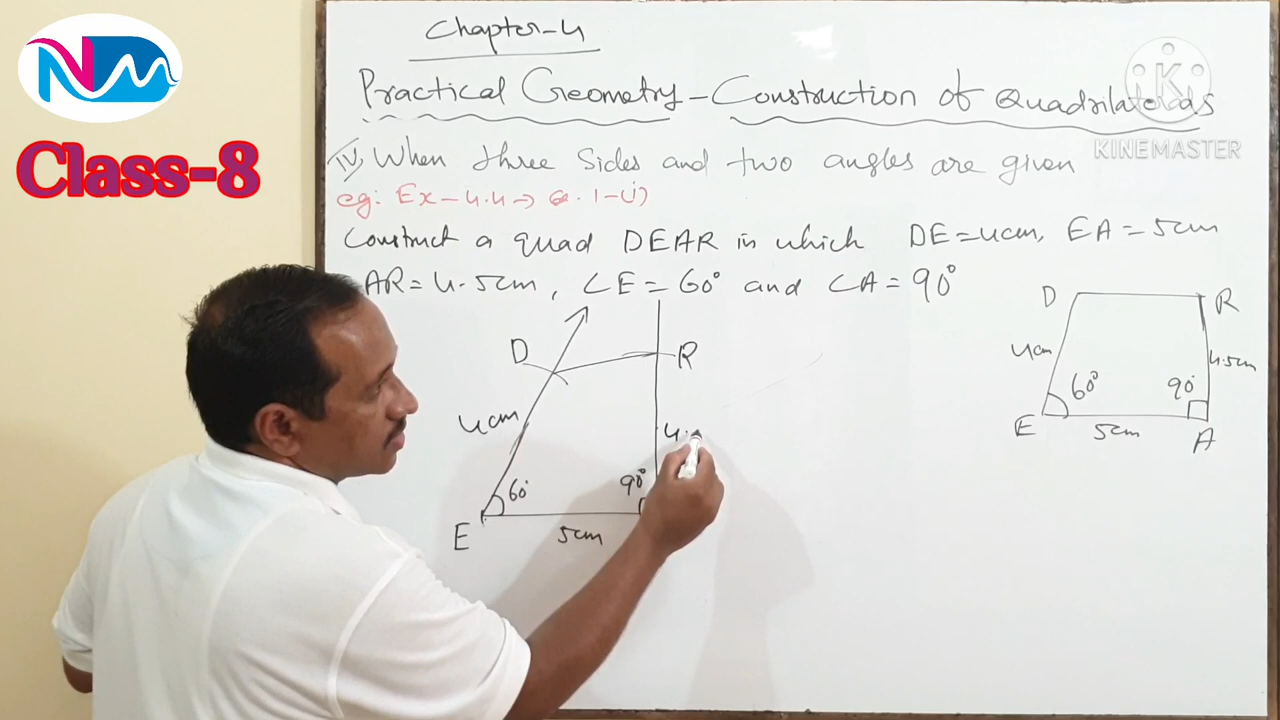 NM
Class-8
KINEMASTER
Chapter-4
Practical Geometry-Construction of Quadrilaterals
iv, When three sides and two angles are given
eg: Ex-4.4→ Q. 1-(i)
Construct a quad DEAR in which DE=4cm, EA=5cm
AR=4.5cm, ∠E=60° and ∠A=90°
D R
4cm 4.
60° 90°
E 5cm
D R
4cm 4.5cm
60° 90°
E 5cm A